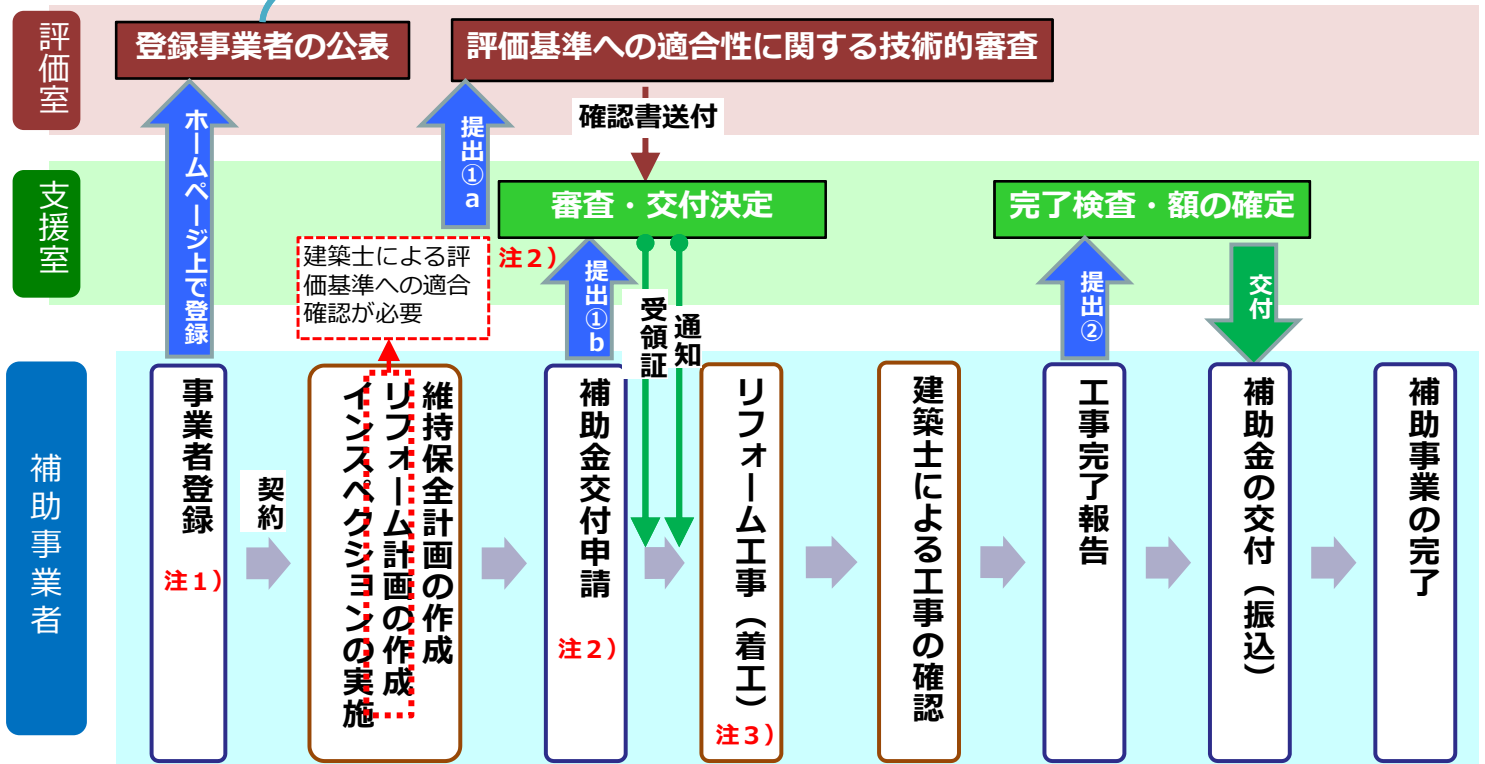 評価室
登録事業者の公表
評価基準への適合性に関する技術的審査
ホームページ上で登録
提出①a
確認書送付
支援室
審査・交付決定
完了検査・額の確定
建築士による評
価基準への適合
確認が必要
注２）
提出①b
受領証
通知
提出②
交付
補助事業者
事業者登録
注１）
契約
維持保全計画の作成
リフォーム計画の作成
インスペクションの実施
補助金交付申請
注２）
リフォーム工事（着工）
注３）
建築士による工事の確認
工事完了報告
補助金の交付（振込）
補助事業の完了